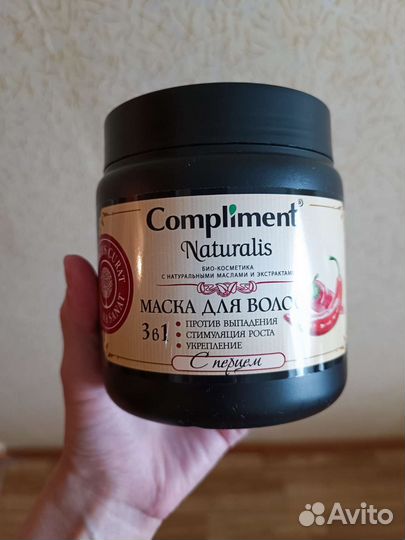 Compliment®
Naturalis
БИО-КОСМЕТИКА
С НАТУРАЛЬНЫМИ МАСЛАМИ И ЭКСТРАКТАМИ
МАСКА ДЛЯ ВОЛОС
3в1
• ПРОТИВ ВЫПАДЕНИЯ
• СТИМУЛЯЦИЯ РОСТА
• УКРЕПЛЕНИЕ
С перцем
Avito